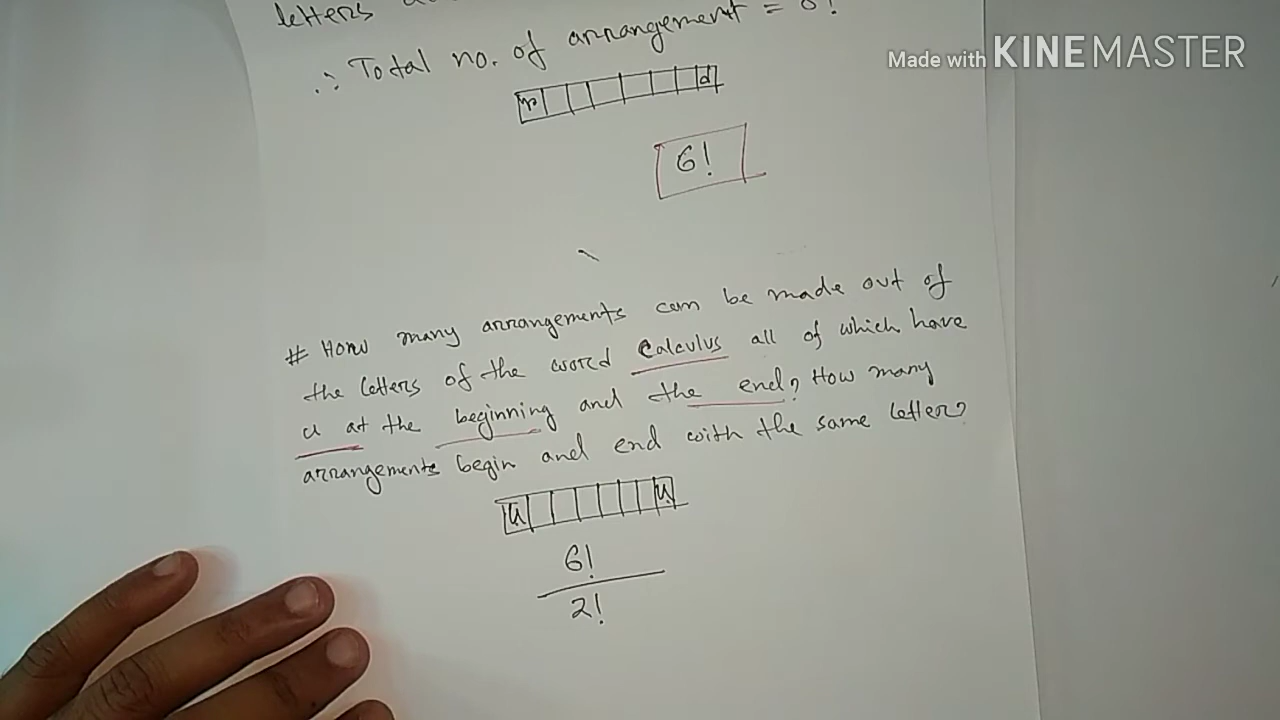 letters
Made with KINEMASTER
∴ Total no. of arrangement = 8!
r d
6!
# How many arrangements can be made out of
the letters of the word Calculus all of which have
u at the beginning and the end? How many
arrangements begin and end with the same letter?
u u
6!
2!